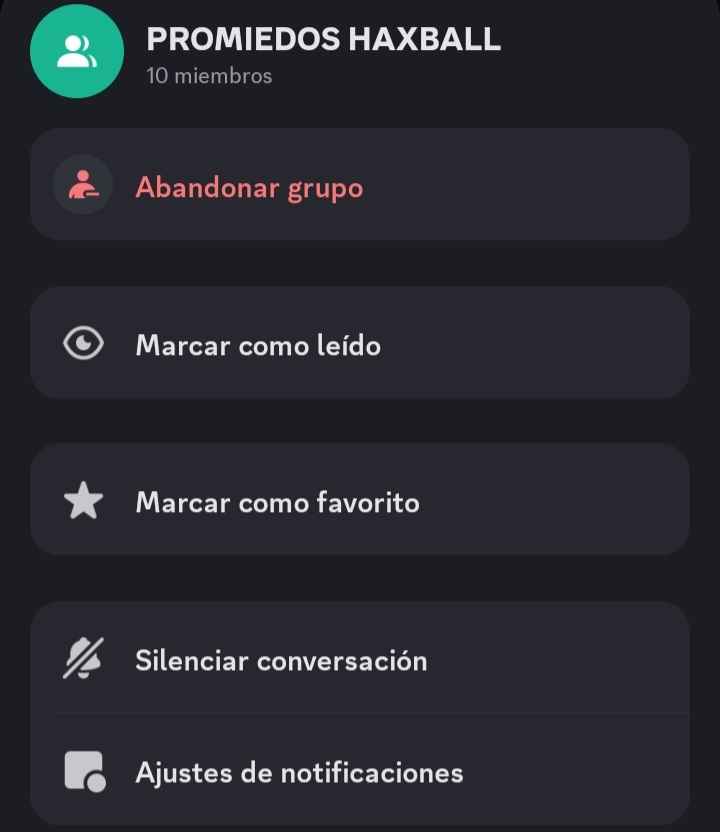 PROMIEDOS HAXBALL
10 miembros
Abandonar grupo
Marcar como leído
Marcar como favorito
Silenciar conversación
Ajustes de notificaciones